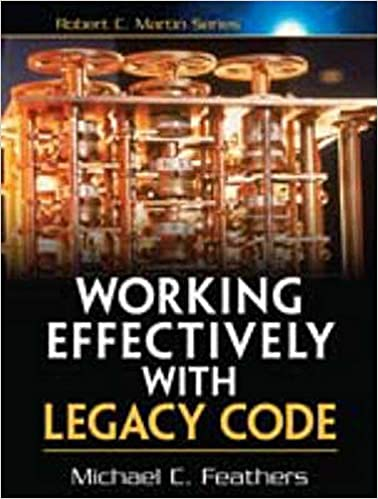 Robert C. Martin Series
WORKING
EFFECTIVELY
WITH
LEGACY CODE
Michael C. Feathers